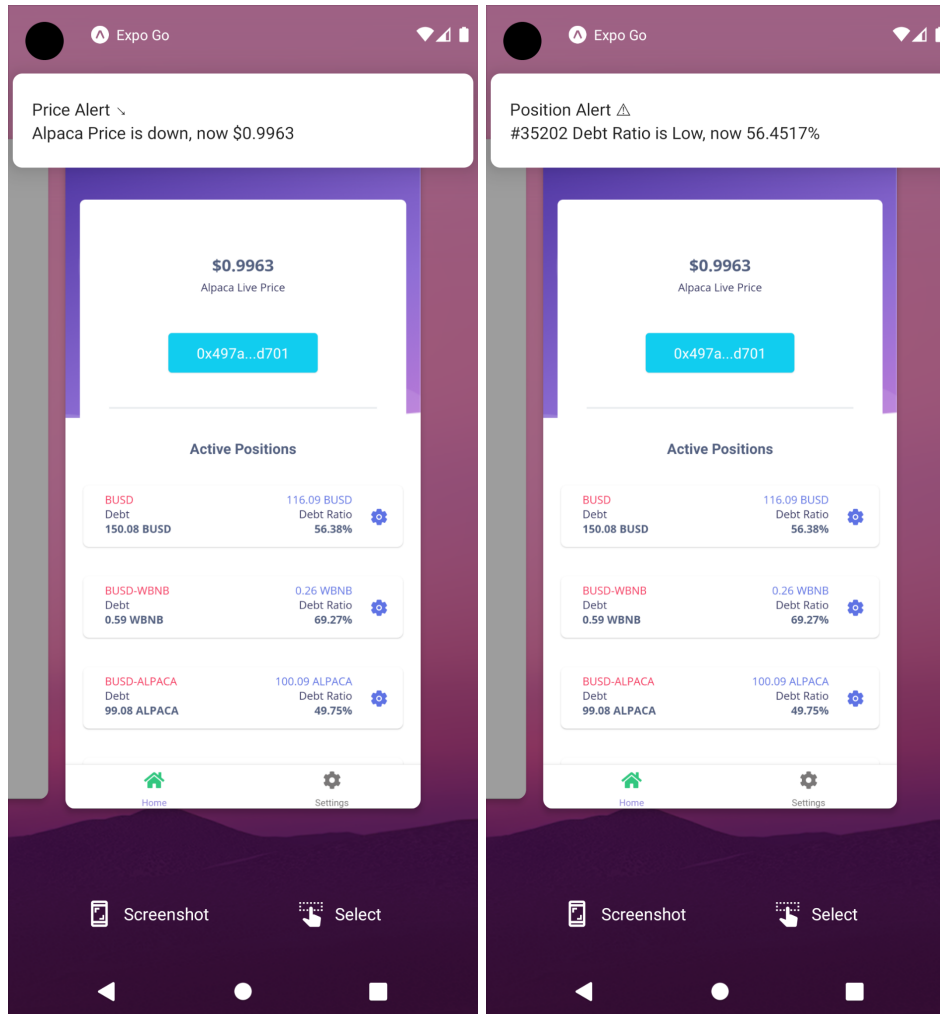 Expo Go
Price Alert ↘
Alpaca Price is down, now $0.9963
$0.9963
Alpaca Live Price
0x497a...d701
Active Positions
BUSD 116.09 BUSD
Debt Debt Ratio
150.08 BUSD 56.38%
BUSD-WBNB 0.26 WBNB
Debt Debt Ratio
0.59 WBNB 69.27%
BUSD-ALPACA 100.09 ALPACA
Debt Debt Ratio
99.08 ALPACA 49.75%
Home Settings
Screenshot Select
Expo Go
Position Alert ⚠
#35202 Debt Ratio is Low, now 56.4517%
$0.9963
Alpaca Live Price
0x497a...d701
Active Positions
BUSD 116.09 BUSD
Debt Debt Ratio
150.08 BUSD 56.38%
BUSD-WBNB 0.26 WBNB
Debt Debt Ratio
0.59 WBNB 69.27%
BUSD-ALPACA 100.09 ALPACA
Debt Debt Ratio
99.08 ALPACA 49.75%
Home Settings
Screenshot Select